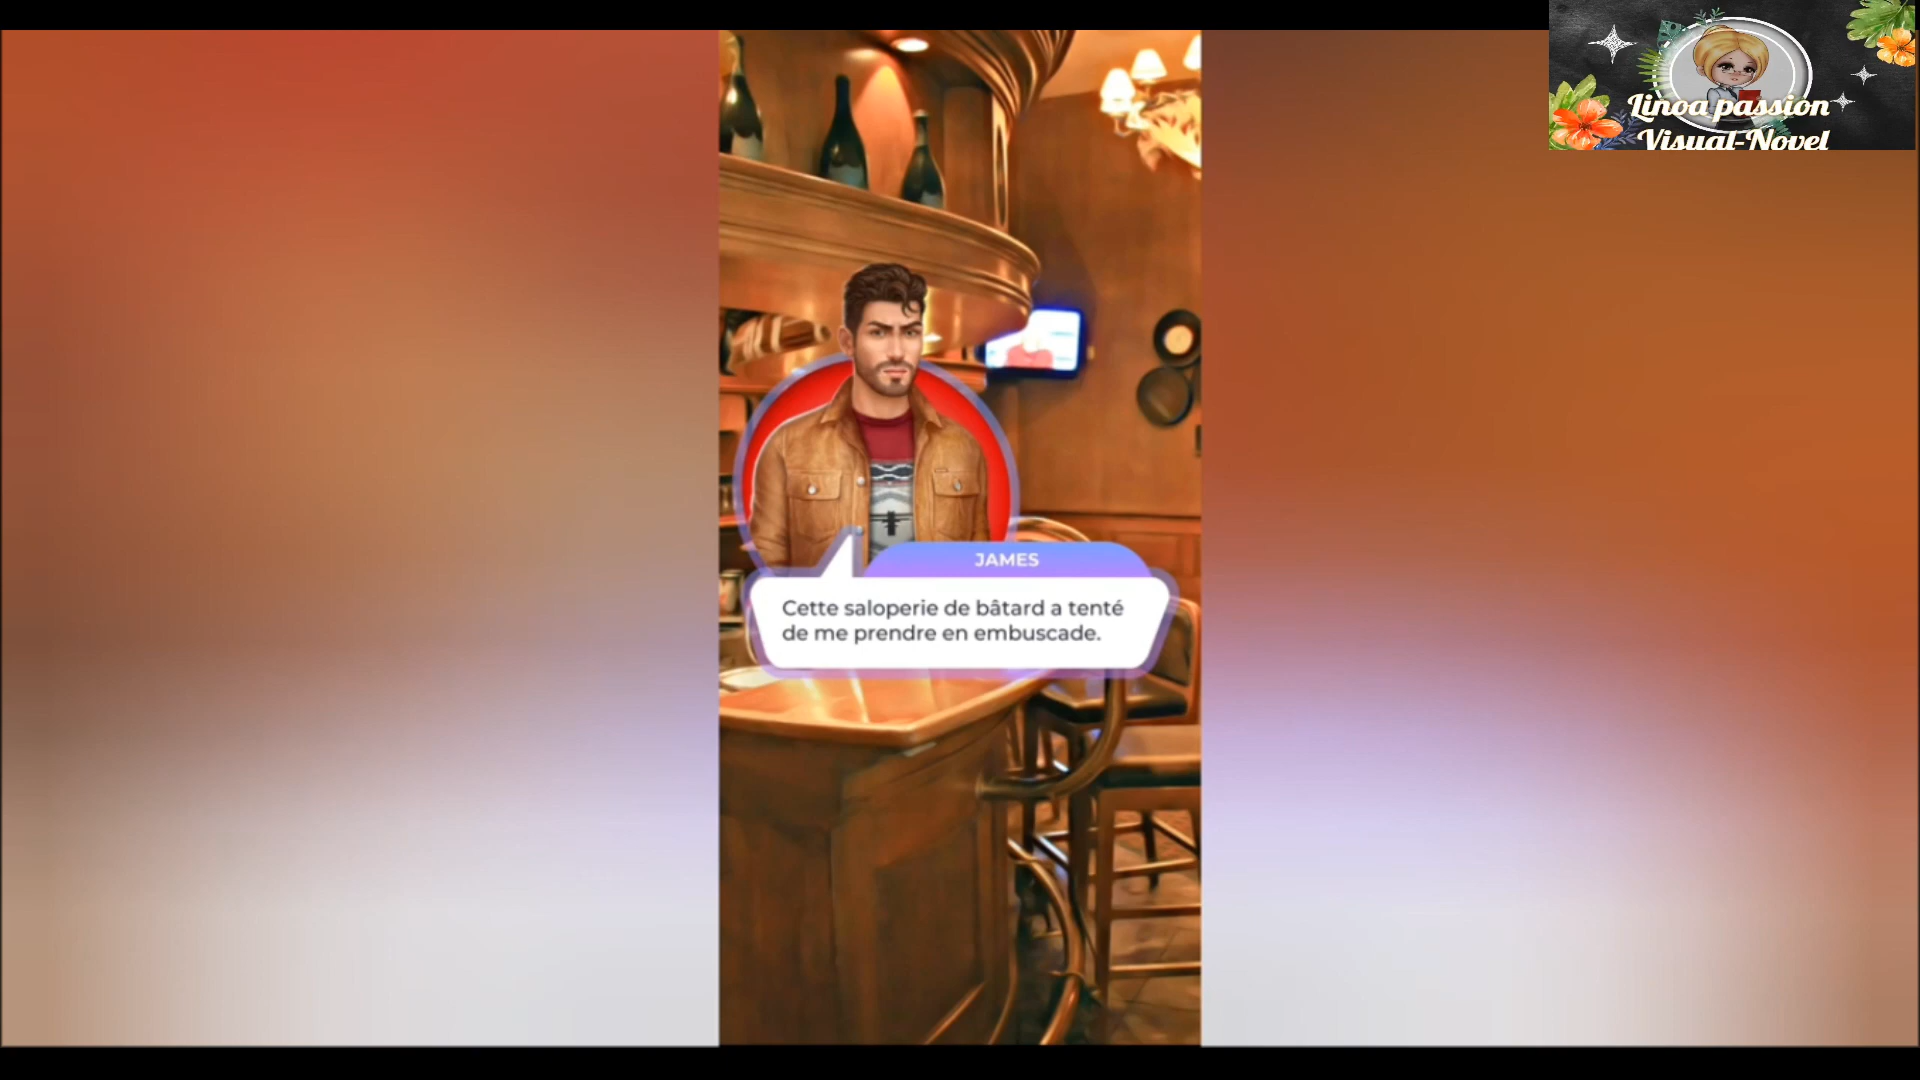 Linoa passion
Visual-Novel
JAMES
Cette saloperie de bâtard a tenté
de me prendre en embuscade.